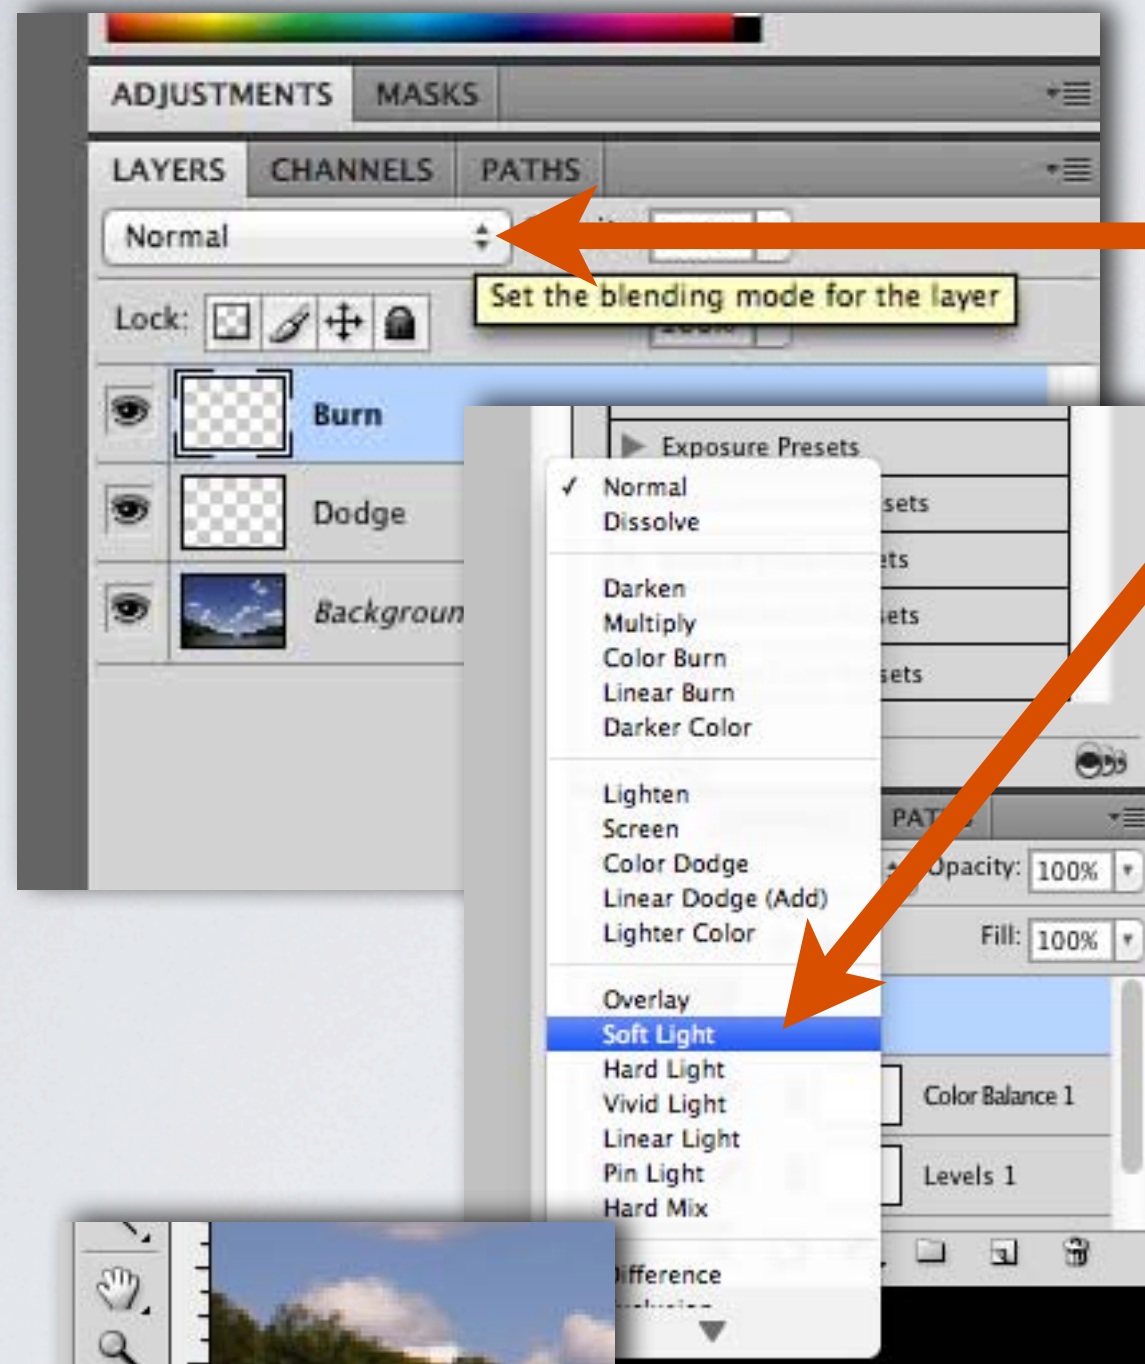 ADJUSTMENTS MASKS
LAYERS CHANNELS PATHS
Normal
Set the blending mode for the layer
Lock:
Burn
Dodge
Backgroun
Exposure Presets
sets
ets
sets
sets
✓ Normal
Dissolve
Darken
Multiply
Color Burn
Linear Burn
Darker Color
Lighten
Screen
Color Dodge
Linear Dodge (Add)
Lighter Color
Overlay
Soft Light
Hard Light
Vivid Light
Linear Light
Pin Light
Hard Mix
ifference
Opacity: 100%
Fill: 100%
Color Balance 1
Levels 1